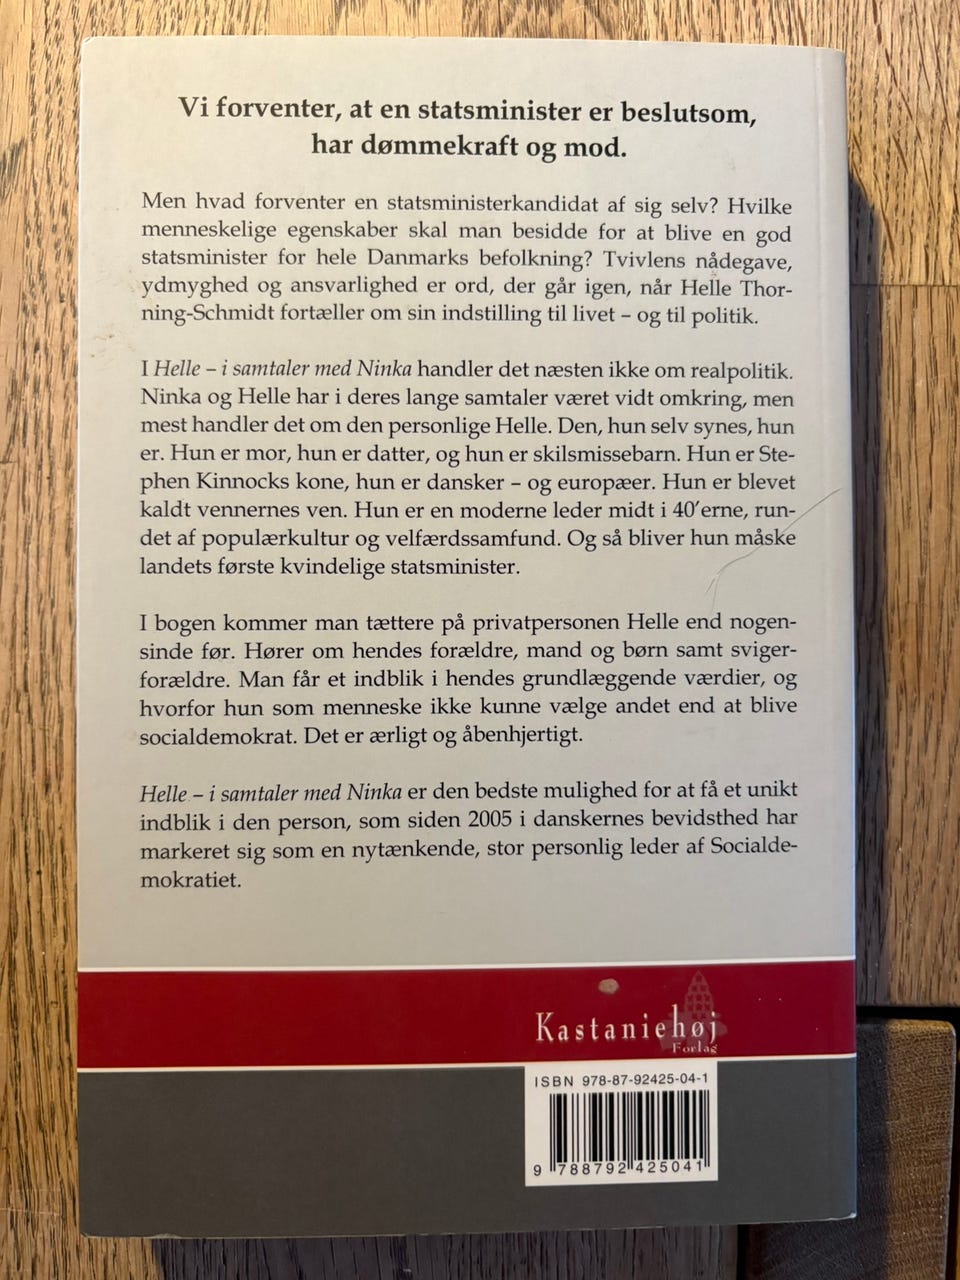 Vi forventer, at en statsminister er beslutsom,
har dømmekraft og mod.
Men hvad forventer en statsministerkandidat af sig selv? Hvilke
menneskelige egenskaber skal man besidde for at blive en god
statsminister for hele Danmarks befolkning? Tvivlens nådegave,
ydmyghed og ansvarlighed er ord, der går igen, når Helle Thor-
ning-Schmidt fortæller om sin indstilling til livet – og til politik.
I Helle – i samtaler med Ninka handler det næsten ikke om realpolitik.
Ninka og Helle har i deres lange samtaler været vidt omkring, men
mest handler det om den personlige Helle. Den, hun selv synes, hun
er. Hun er mor, hun er datter, og hun er skilsmissebarn. Hun er Ste-
phen Kinnocks kone, hun er dansker – og europæer. Hun er blevet
kaldt vennernes ven. Hun er en moderne leder midt i 40'erne, run-
det af populærkultur og velfærdssamfund. Og så bliver hun måske
landets første kvindelige statsminister.
I bogen kommer man tættere på privatpersonen Helle end nogen-
sinde før. Hører om hendes forældre, mand og børn samt sviger-
forældre. Man får et indblik i hendes grundlæggende værdier, og
hvorfor hun som menneske ikke kunne vælge andet end at blive
socialdemokrat. Det er ærligt og åbenhjertigt.
Helle – i samtaler med Ninka er den bedste mulighed for at få et unikt
indblik i den person, som siden 2005 i danskernes bevidsthed har
markeret sig som en nytænkende, stor personlig leder af Socialde-
mokratiet.
Kastaniehøj
Forlag
ISBN 978-87-92425-04-1
9 788792 425041